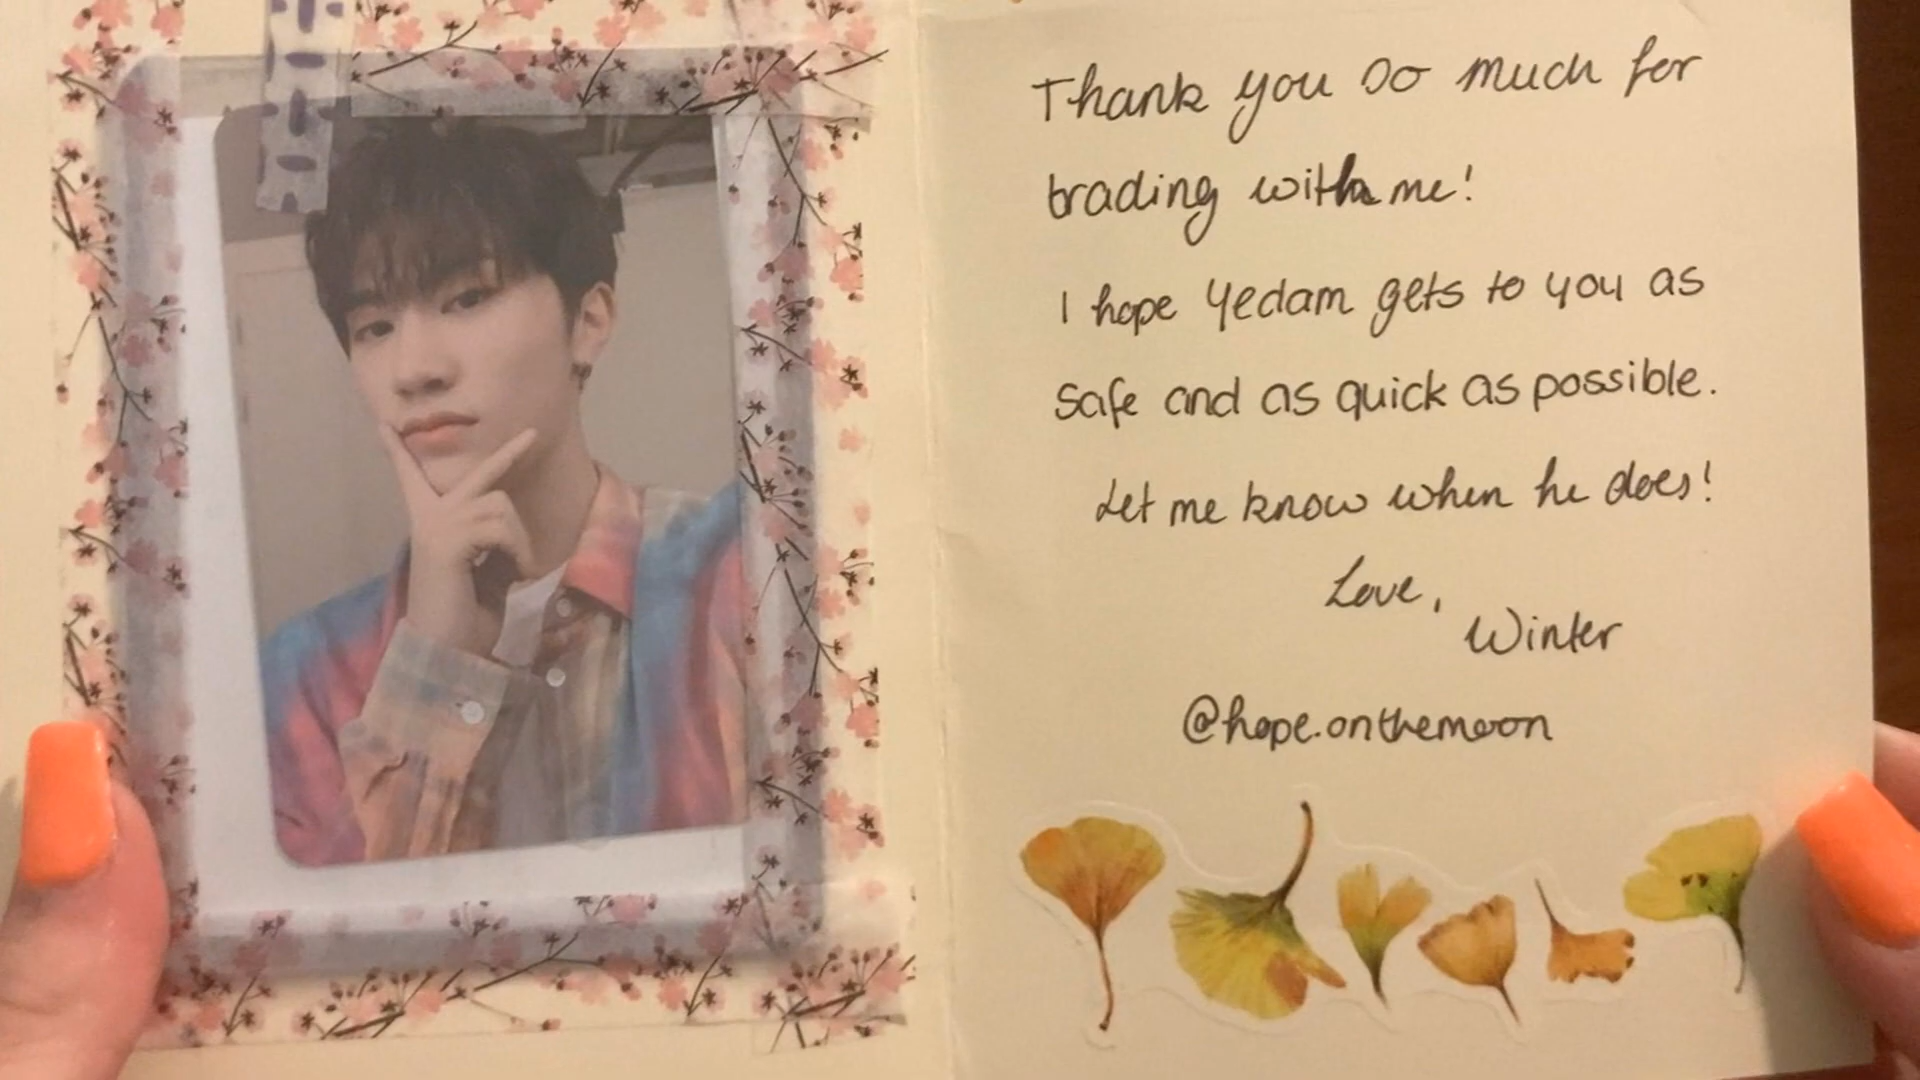 Thank you so much for
trading with me!
I hope Yedam gets to you as
safe and as quick as possible.
Let me know when he does!
Love,
Winter
@hope.onthemoon